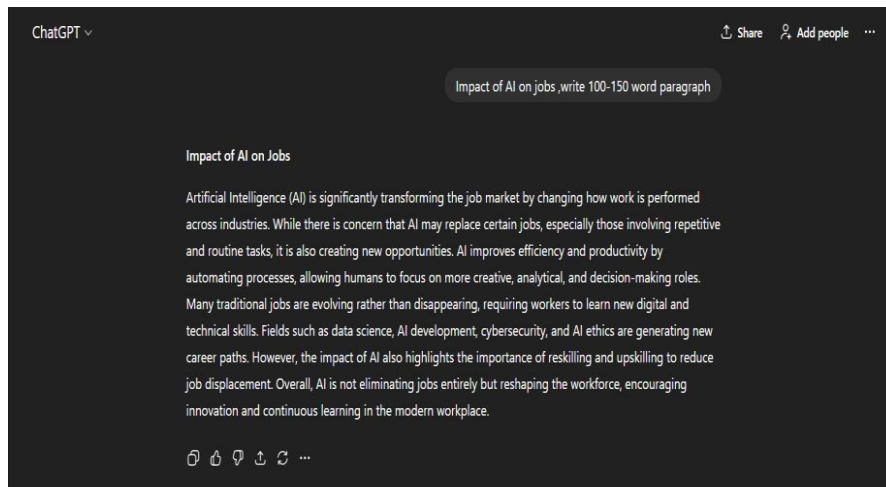 ChatGPT
Share
Add people
Impact of AI on jobs ,write 100-150 word paragraph
Impact of AI on Jobs
Artificial Intelligence (AI) is significantly transforming the job market by changing how work is performed
across industries. While there is concern that AI may replace certain jobs, especially those involving repetitive
and routine tasks, it is also creating new opportunities. AI improves efficiency and productivity by
automating processes, allowing humans to focus on more creative, analytical, and decision-making roles.
Many traditional jobs are evolving rather than disappearing, requiring workers to learn new digital and
technical skills. Fields such as data science, AI development, cybersecurity, and AI ethics are generating new
career paths. However, the impact of AI also highlights the importance of reskilling and upskilling to reduce
job displacement. Overall, AI is not eliminating jobs entirely but reshaping the workforce, encouraging
innovation and continuous learning in the modern workplace.